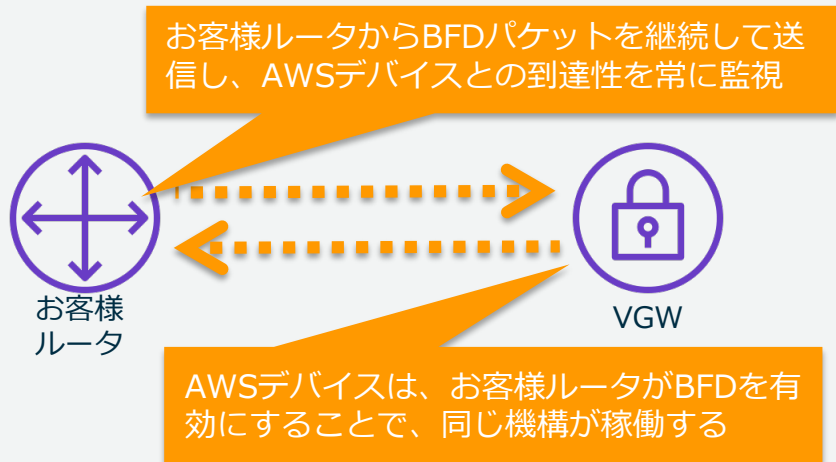 お客様ルータからBFDパケットを継続して送
信し、AWSデバイスとの到達性を常に監視
お客様
ルータ
VGW
AWSデバイスは、お客様ルータがBFDを有
効にすることで、同じ機構が稼働する